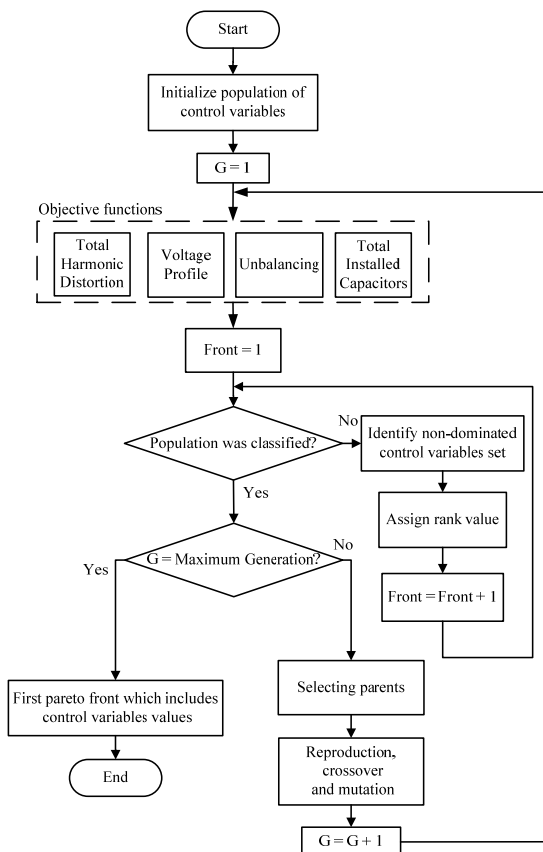 Start
Initialize population of
control variables
G = 1
Objective functions
Total
Harmonic
Distortion
Voltage
Profile
Unbalancing
Total
Installed
Capacitors
Front = 1
Population was classified?
No
Identify non-dominated
control variables set
Assign rank value
Front = Front + 1
Yes
G = Maximum Generation?
Yes
No
First pareto front which includes
control variables values
End
Selecting parents
Reproduction,
crossover
and mutation
G = G + 1